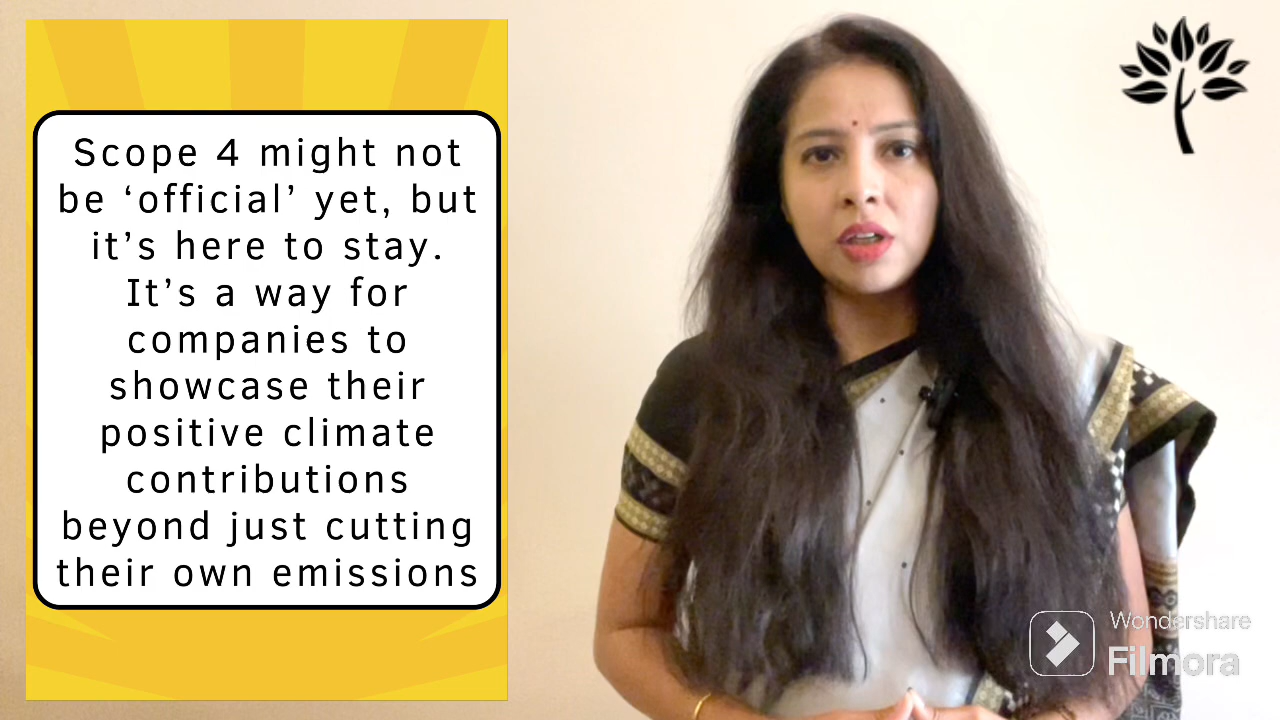 Scope 4 might not
be ‘official’ yet, but
it’s here to stay.
It’s a way for
companies to
showcase their
positive climate
contributions
beyond just cutting
their own emissions
Wondershare
Filmora